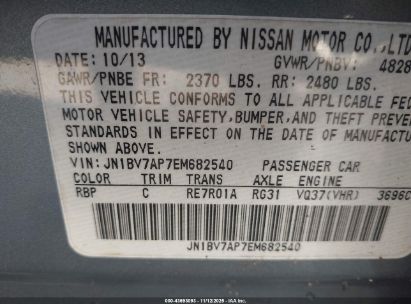 MANUFACTURED BY NISSAN MOTOR CO.,LTD
DATE: 10/13 GVWR/PNBV: 4828
GAWR/PNBE FR: 2370 LBS. RR: 2480 LBS.
THIS VEHICLE CONFORMS TO ALL APPLICABLE FEDE
MOTOR VEHICLE SAFETY, BUMPER, AND THEFT PREVE
STANDARDS IN EFFECT ON THE DATE OF MANUFACTU
SHOWN ABOVE.
VIN: JN1BV7AP7EM682540 PASSENGER CAR
COLOR TRIM TRANS AXLE ENGINE
RBP C RE7R01A RG31 VQ37(VHR) 3696C
JN1BV7AP7EM682540